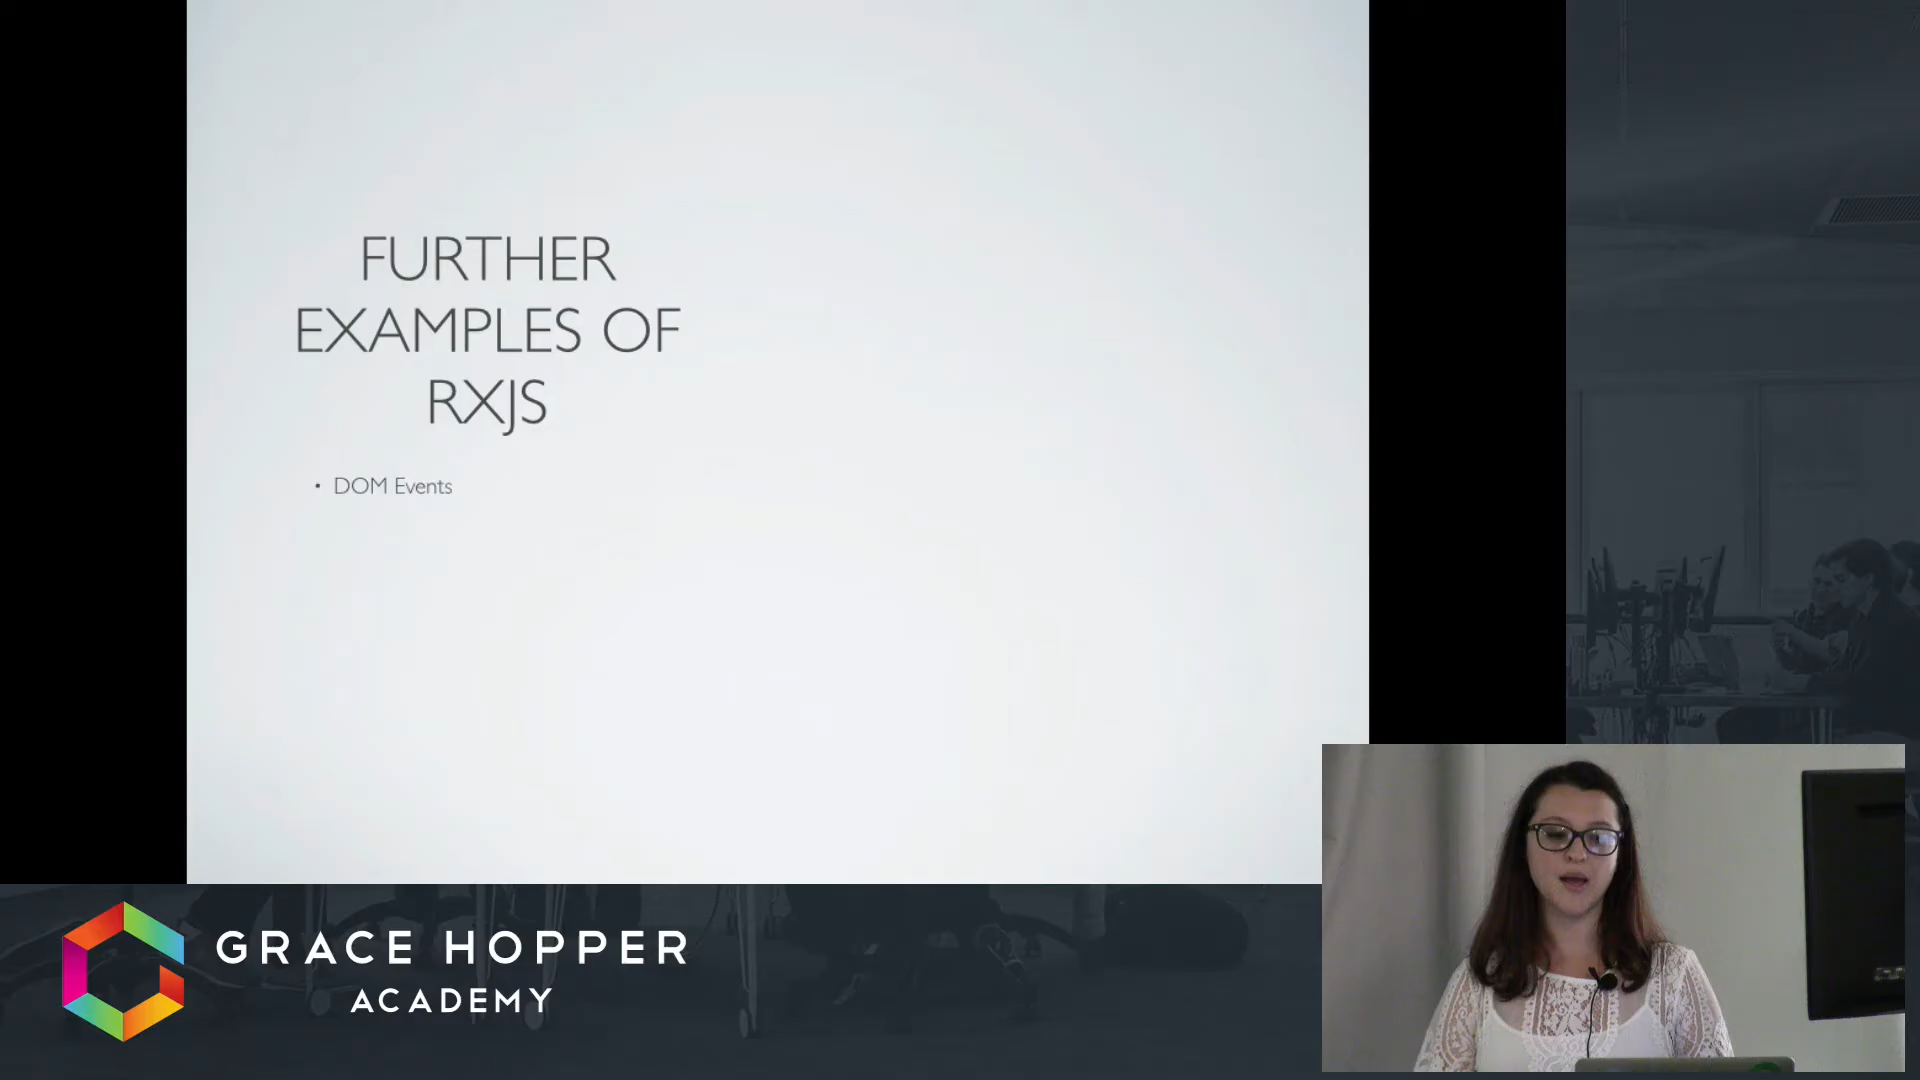 FURTHER
EXAMPLES OF
RXJS
• DOM Events
GRACE HOPPER
ACADEMY